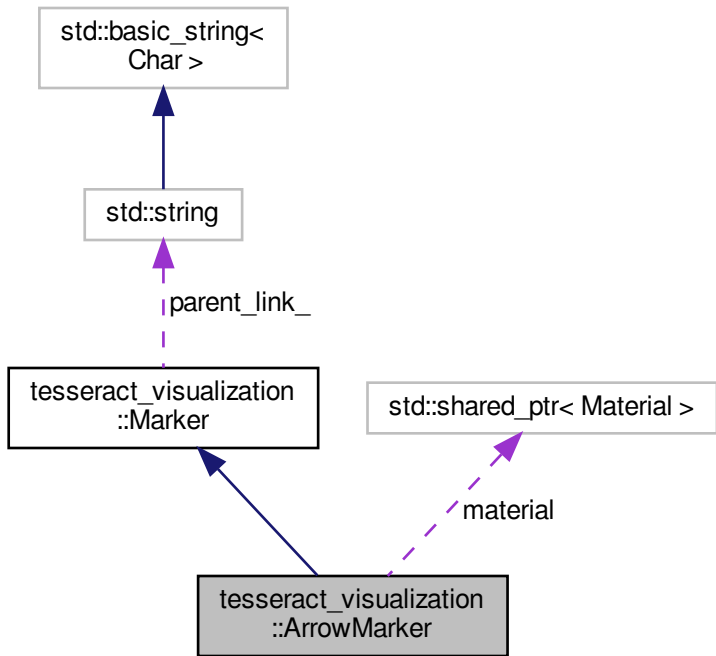 std::basic_string<
Char >
std::string
parent_link_
tesseract_visualization
::Marker
std::shared_ptr< Material >
material
tesseract_visualization
::ArrowMarker